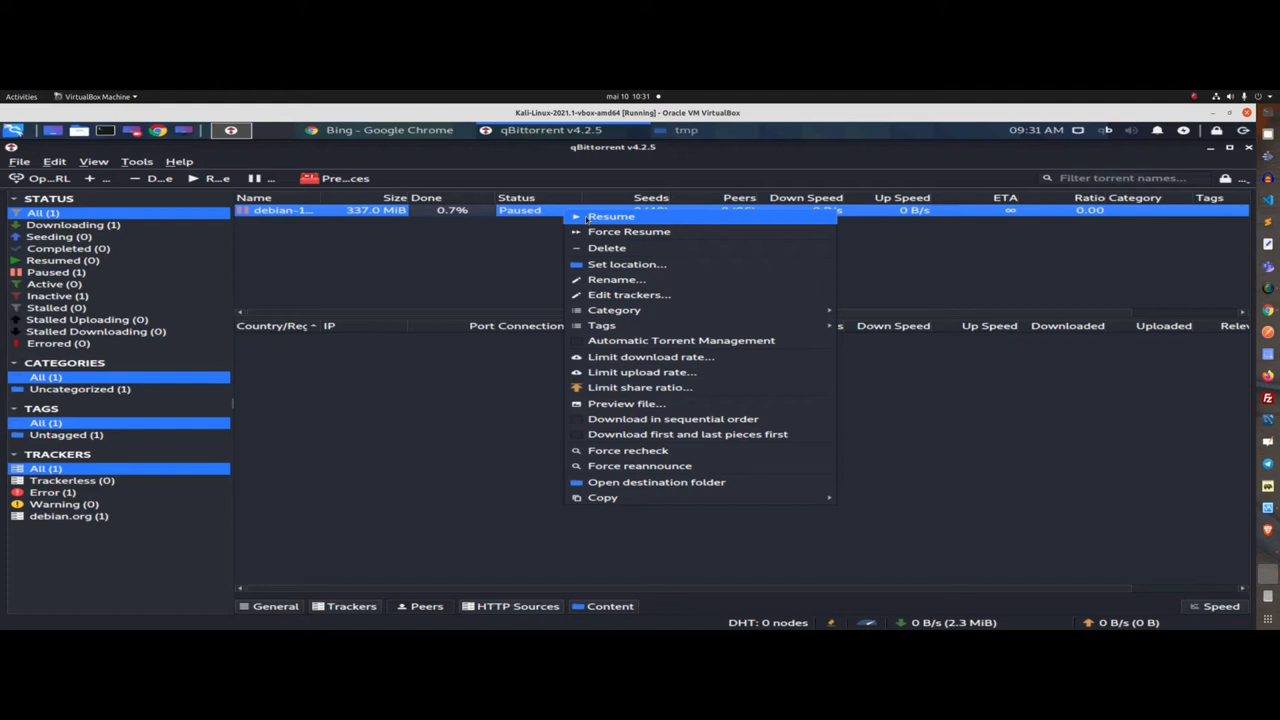 Activities VirtualBox Machine mai 10 10:31
Kali-Linux-2021.1-vbox-amd64 [Running] - Oracle VM VirtualBox
Bing - Google Chrome qBittorrent v4.2.5 tmp 09:31 AM
qBittorrent v4.2.5
File Edit View Tools Help
Op...RL ... D...e R...e ... Pre...ces Filter torrent names... ...
STATUS
All (1)
Downloading (1)
Seeding (0)
Completed (0)
Resumed (0)
Paused (1)
Active (0)
Inactive (1)
Stalled (0)
Stalled Uploading (0)
Stalled Downloading (0)
Errored (0)
CATEGORIES
All (1)
Uncategorized (1)
TAGS
All (1)
Untagged (1)
TRACKERS
All (1)
Trackerless (0)
Error (1)
Warning (0)
debian.org (1)
Name Size Done Status Seeds Peers Down Speed Up Speed ETA Ratio Category Tags
debian-1... 337.0 MiB 0.7% Paused 0 B/s ∞ 0.00
Resume
Force Resume
Delete
Set location...
Rename...
Edit trackers...
Category
Tags
Automatic Torrent Management
Limit download rate...
Limit upload rate...
Limit share ratio...
Preview file...
Download in sequential order
Download first and last pieces first
Force recheck
Force reannounce
Open destination folder
Copy
Country/Reg IP Port Connection Down Speed Up Speed Downloaded Uploaded Relev
General Trackers Peers HTTP Sources Content Speed
DHT: 0 nodes 0 B/s (2.3 MiB) 0 B/s (0 B)